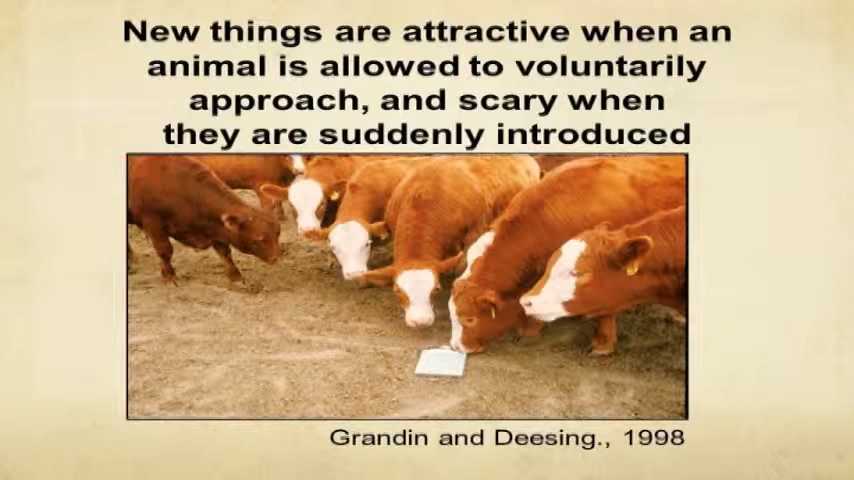 New things are attractive when an
animal is allowed to voluntarily
approach, and scary when
they are suddenly introduced
Grandin and Deesing., 1998